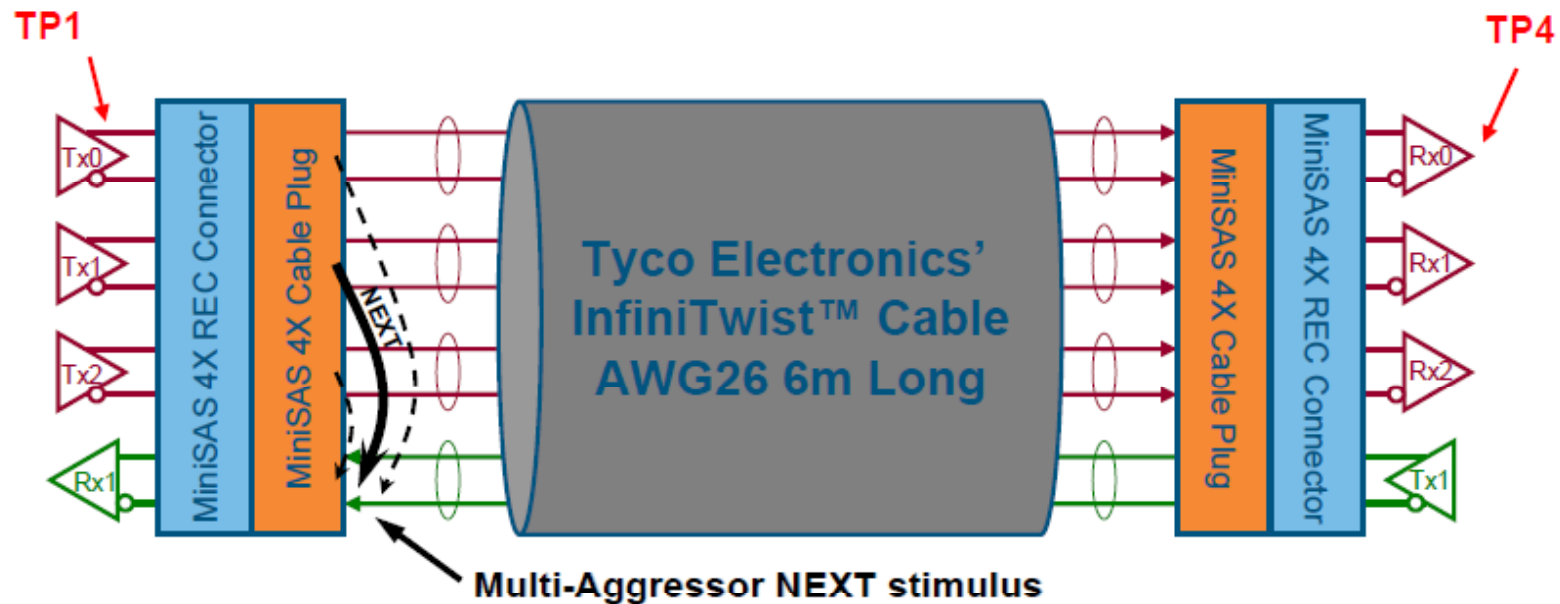 TP1
TP4
Tx0
Tx1
Tx2
Rx1
MiniSAS 4X REC Connector
MiniSAS 4X Cable Plug
NEXT
Tyco Electronics’
InfiniTwist™ Cable
AWG26 6m Long
MiniSAS 4X Cable Plug
MiniSAS 4X REC Connector
Rx0
Rx1
Rx2
Tx1
Multi-Aggressor NEXT stimulus